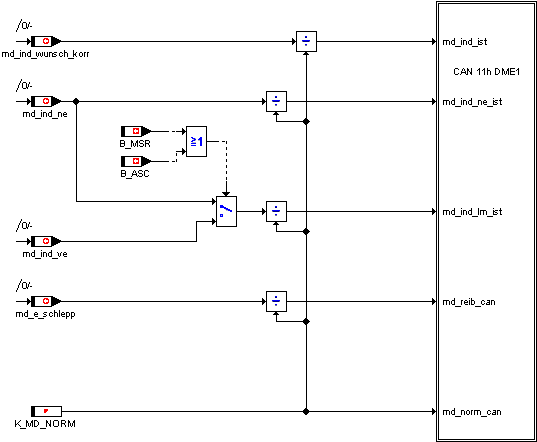 /0/-
md_ind_wunsch_korr
md_ind_ist
CAN 11h DME1
/0/-
md_ind_ne
md_ind_ne_ist
B_MSR
≥1
B_ASC
md_ind_lm_ist
/0/-
md_ind_ve
/0/-
md_e_schlepp
md_reib_can
K_MD_NORM
md_norm_can